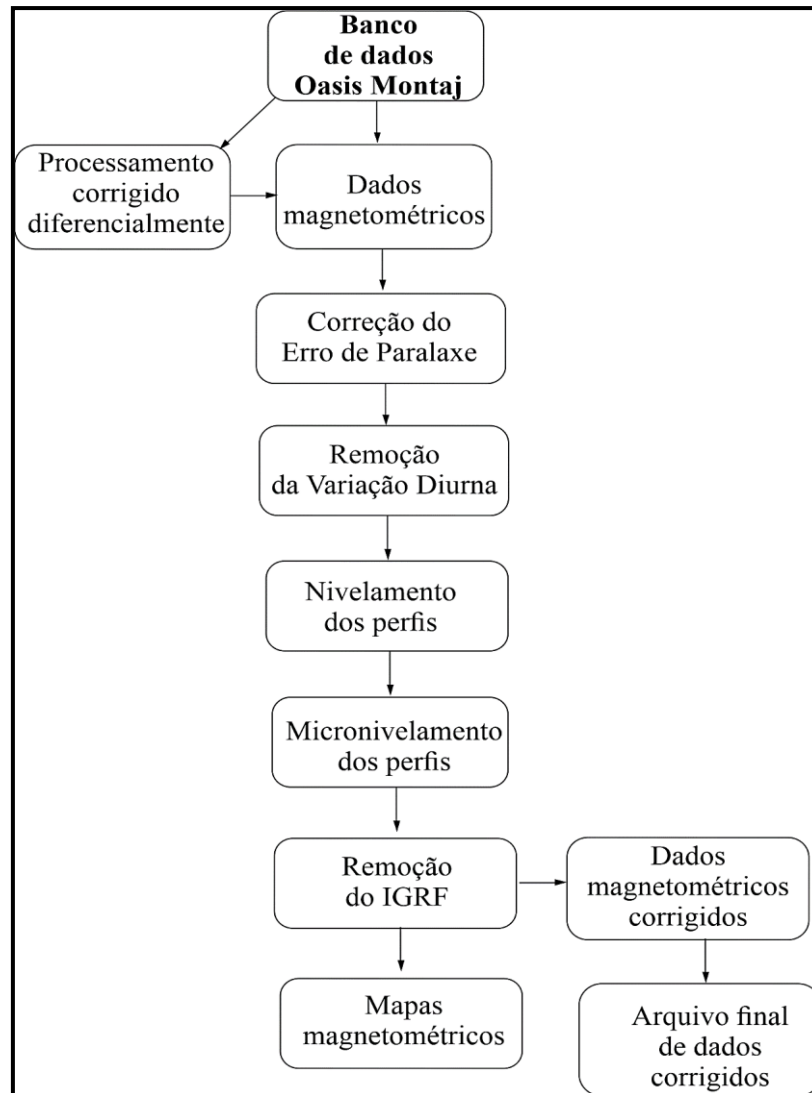 Banco
de dados
Oasis Montaj
Processamento
corrigido
diferencialmente
Dados
magnetométricos
Correção do
Erro de Paralaxe
Remoção
da Variação Diurna
Nivelamento
dos perfis
Micronivelamento
dos perfis
Remoção
do IGRF
Dados
magnetométricos
corrigidos
Mapas
magnetométricos
Arquivo final
de dados
corrigidos